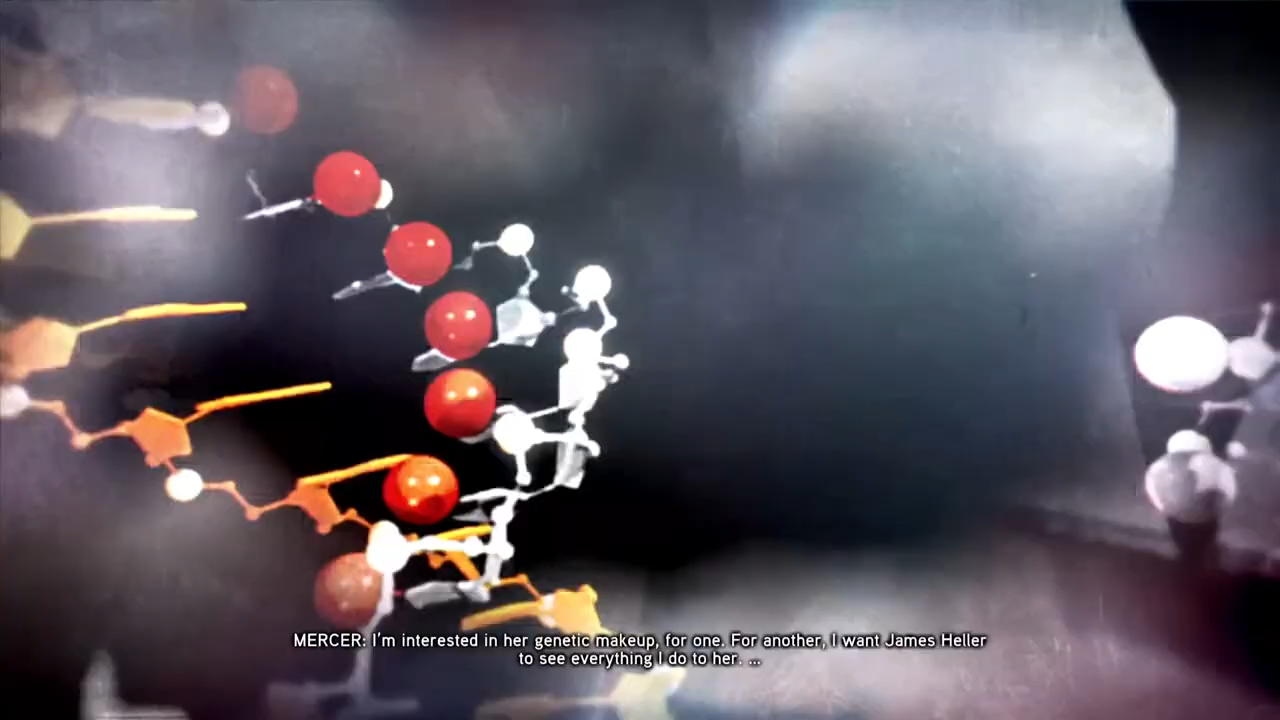 MERCER: I'm interested in her genetic makeup, for one. For another, I want James Heller
to see everything I do to her. ...